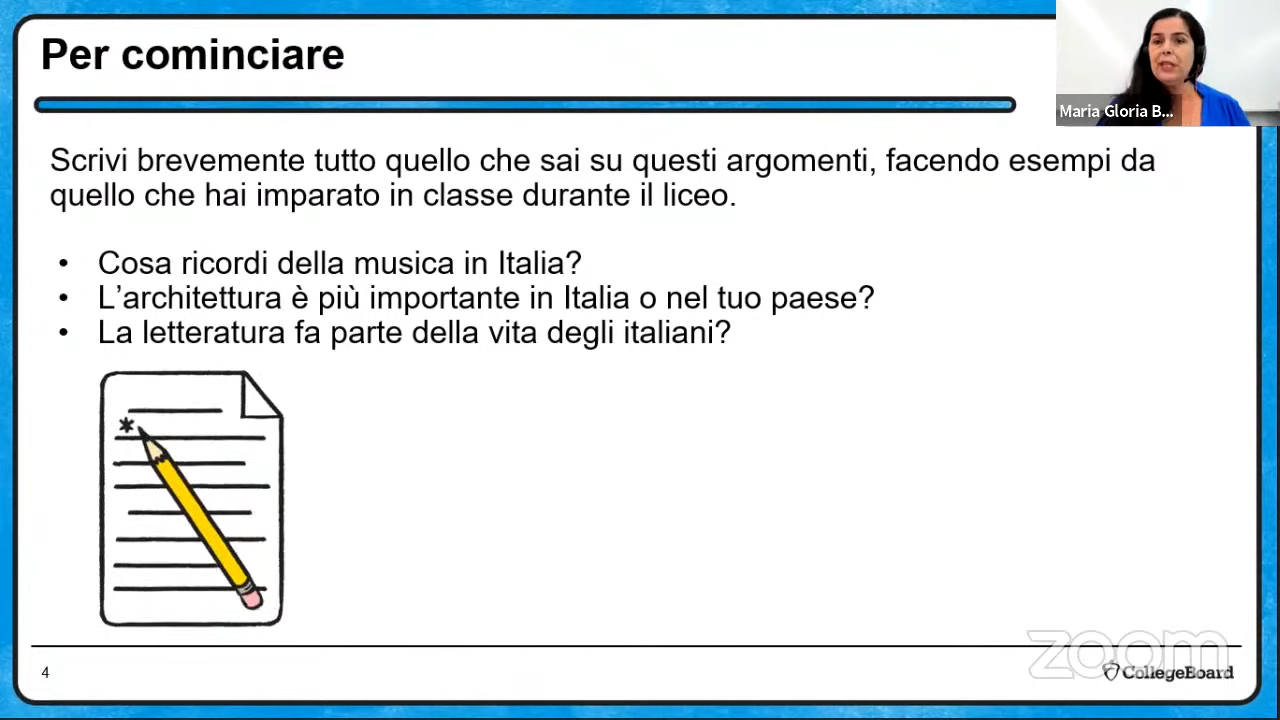 Per cominciare
Maria Gloria B...
Scrivi brevemente tutto quello che sai su questi argomenti, facendo esempi da
quello che hai imparato in classe durante il liceo.
• Cosa ricordi della musica in Italia?
• L’architettura è più importante in Italia o nel tuo paese?
• La letteratura fa parte della vita degli italiani?
zoom
4
CollegeBoard